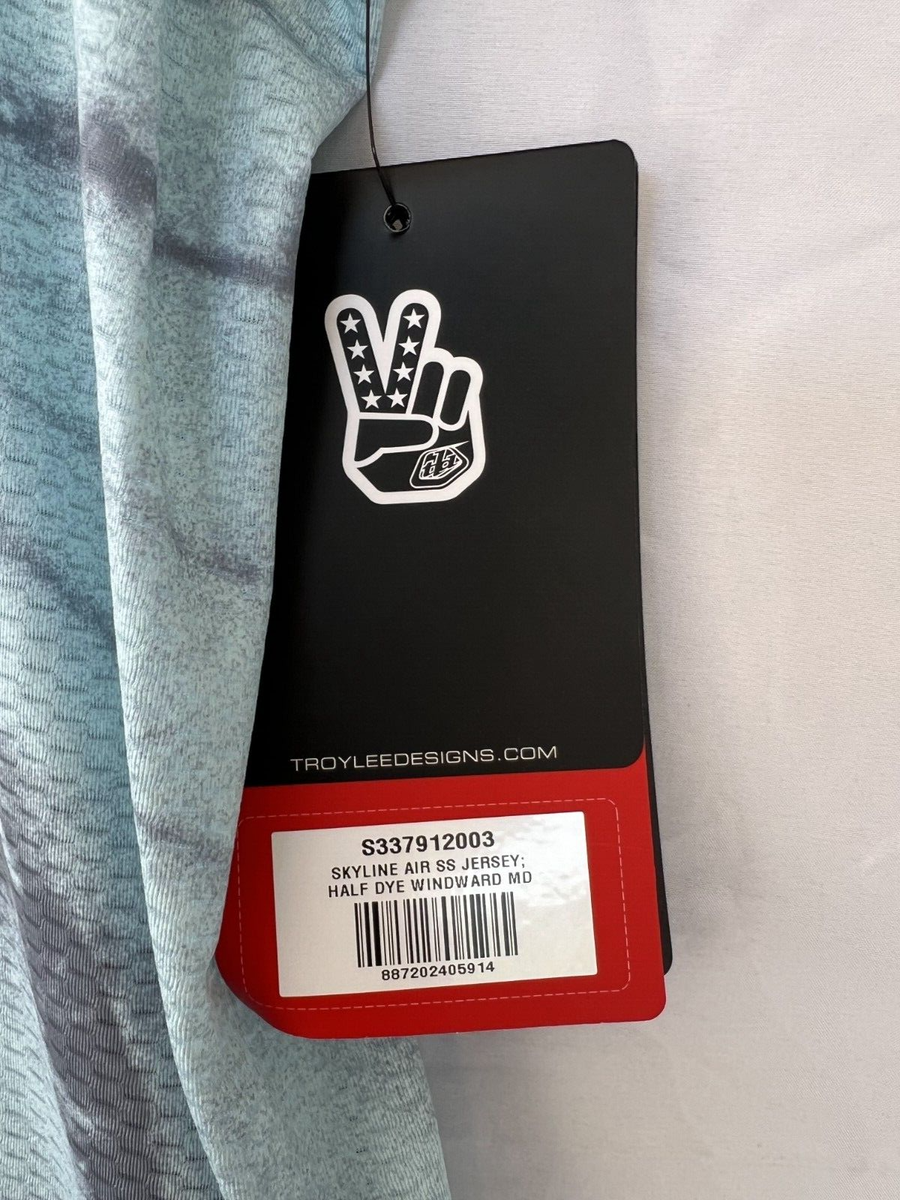 TROYLEEDESIGNS.COM
S337912003
SKYLINE AIR SS JERSEY;
HALF DYE WINDWARD MD
887202405914